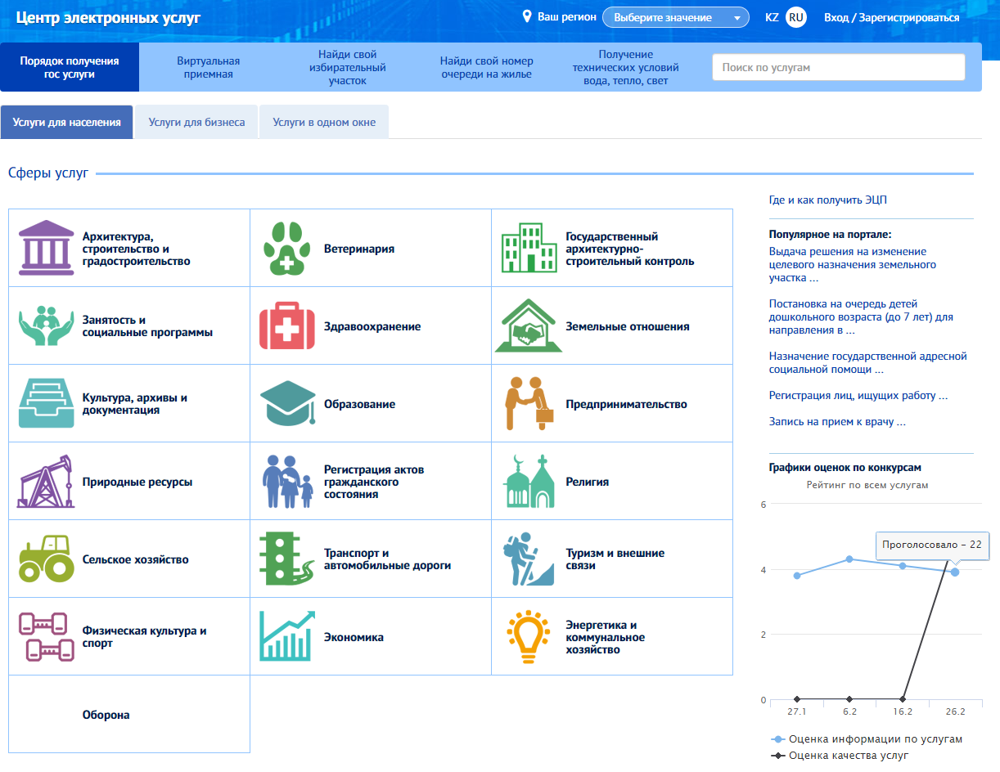 Центр электронных услуг
Ваш регион
Выберите значение
KZ RU
Вход / Зарегистрироваться
Порядок получения
гос услуги
Виртуальная
приемная
Найди свой
избирательный
участок
Найди свой номер
очереди на жилье
Получение
технических условий
вода, тепло, свет
Поиск по услугам
Услуги для населения
Услуги для бизнеса
Услуги в одном окне
Сферы услуг
Архитектура,
строительство и
градостроительство
Ветеринария
Государственный
архитектурно-
строительный контроль
Занятость и
социальные программы
Здравоохранение
Земельные отношения
Культура, архивы и
документация
Образование
Предпринимательство
Природные ресурсы
Регистрация актов
гражданского
состояния
Религия
Сельское хозяйство
Транспорт и
автомобильные дороги
Туризм и внешние
связи
Физическая культура и
спорт
Экономика
Энергетика и
коммунальное
хозяйство
Оборона
Где и как получить ЭЦП
Популярное на портале:
Выдача решения на изменение
целевого назначения земельного
участка ...
Постановка на очередь детей
дошкольного возраста (до 7 лет) для
направления в ...
Назначение государственной адресной
социальной помощи ...
Регистрация лиц, ищущих работу ...
Запись на прием к врачу ...
Графики оценок по конкурсам
Рейтинг по всем услугам
6
Проголосовало – 22
4
2
0
27.1 6.2 16.2 26.2
Оценка информации по услугам
Оценка качества услуг